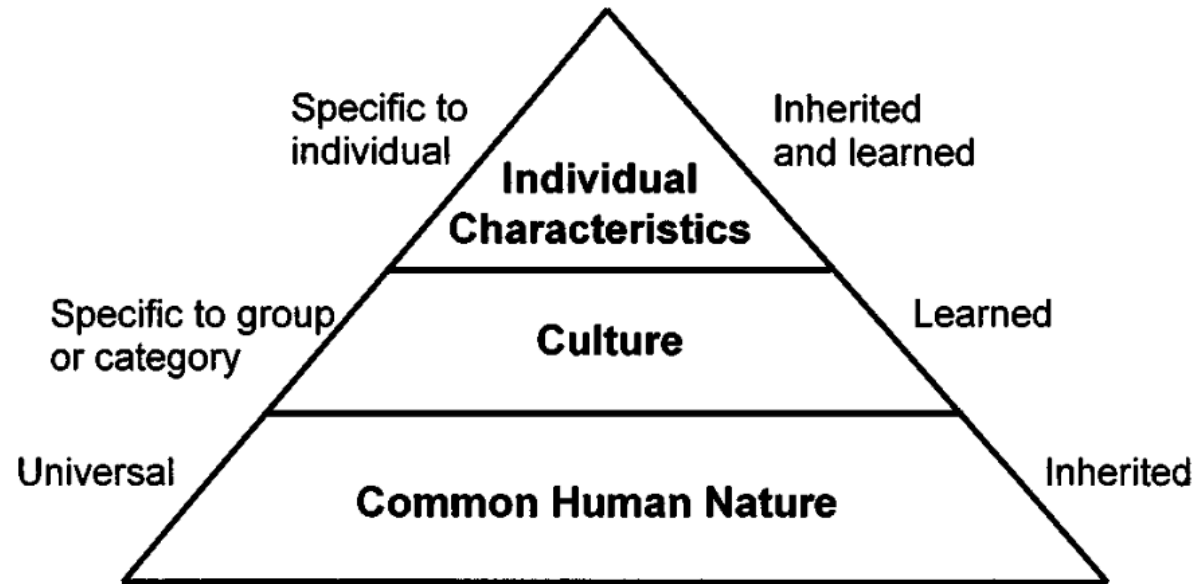 Specific to
individual
Inherited
and learned
Individual
Characteristics
Specific to group
or category
Culture
Learned
Universal
Common Human Nature
Inherited